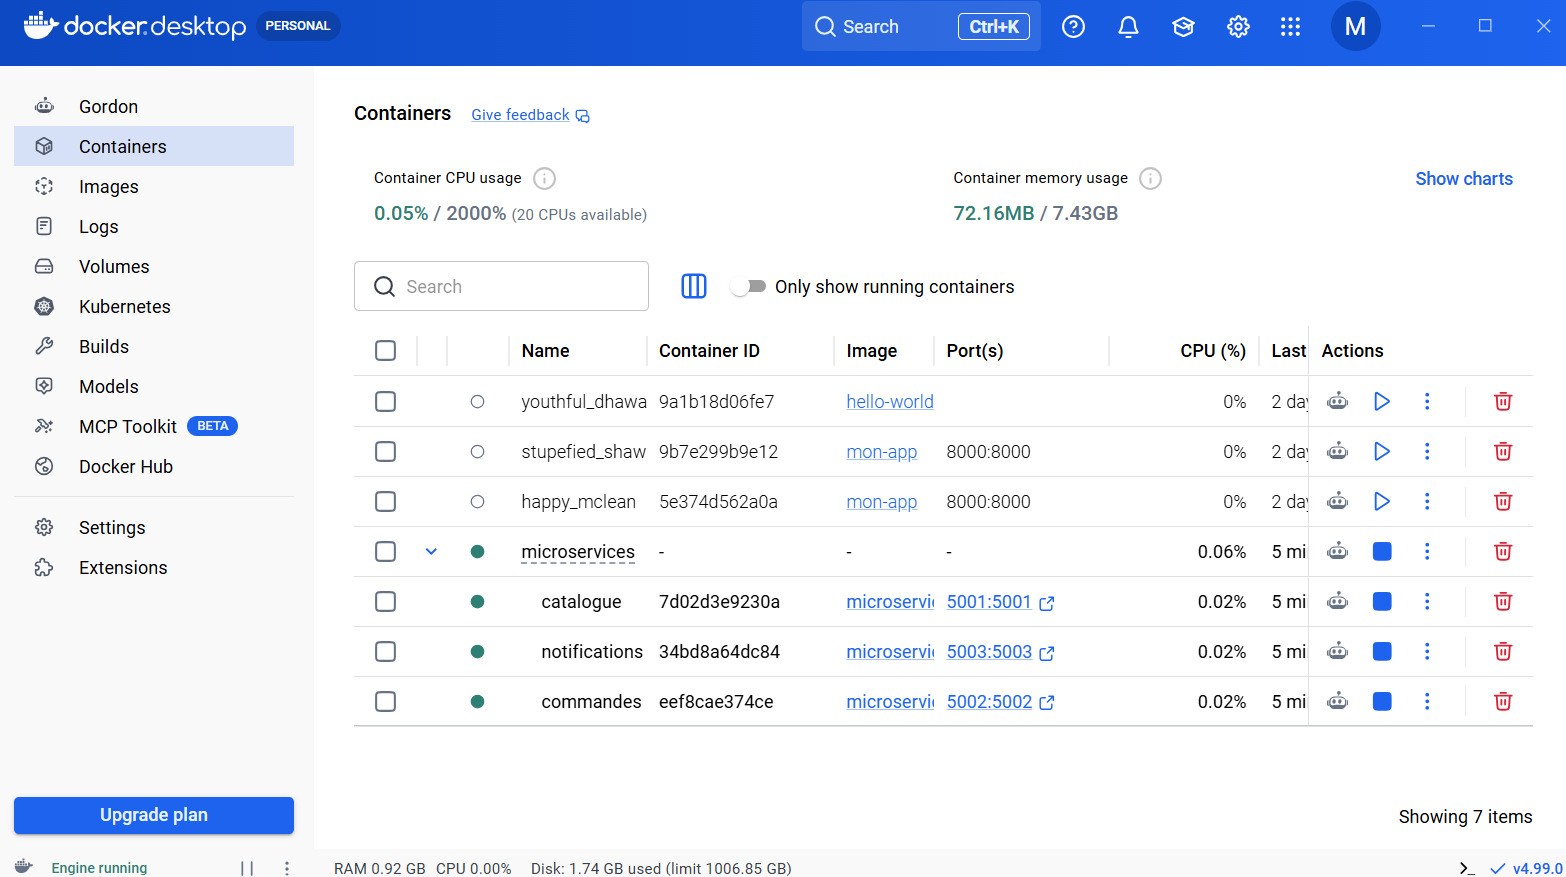 docker.desktop PERSONAL Search Ctrl+K M
Gordon
Containers
Images
Logs
Volumes
Kubernetes
Builds
Models
MCP Toolkit BETA
Docker Hub
Settings
Extensions
Upgrade plan
Containers Give feedback
Container CPU usage
0.05% / 2000% (20 CPUs available)
Container memory usage
72.16MB / 7.43GB
Show charts
Search Only show running containers
Name Container ID Image Port(s) CPU (%) Last Actions
youthful_dhawa 9a1b18d06fe7 hello-world 0% 2 day
stupefied_shaw 9b7e299b9e12 mon-app 8000:8000 0% 2 day
happy_mclean 5e374d562a0a mon-app 8000:8000 0% 2 day
microservices - - - 0.06% 5 mi
catalogue 7d02d3e9230a microservi 5001:5001 0.02% 5 mi
notifications 34bd8a64dc84 microservi 5003:5003 0.02% 5 mi
commandes eef8cae374ce microservi 5002:5002 0.02% 5 mi
Showing 7 items
Engine running RAM 0.92 GB CPU 0.00% Disk: 1.74 GB used (limit 1006.85 GB) v4.99.0